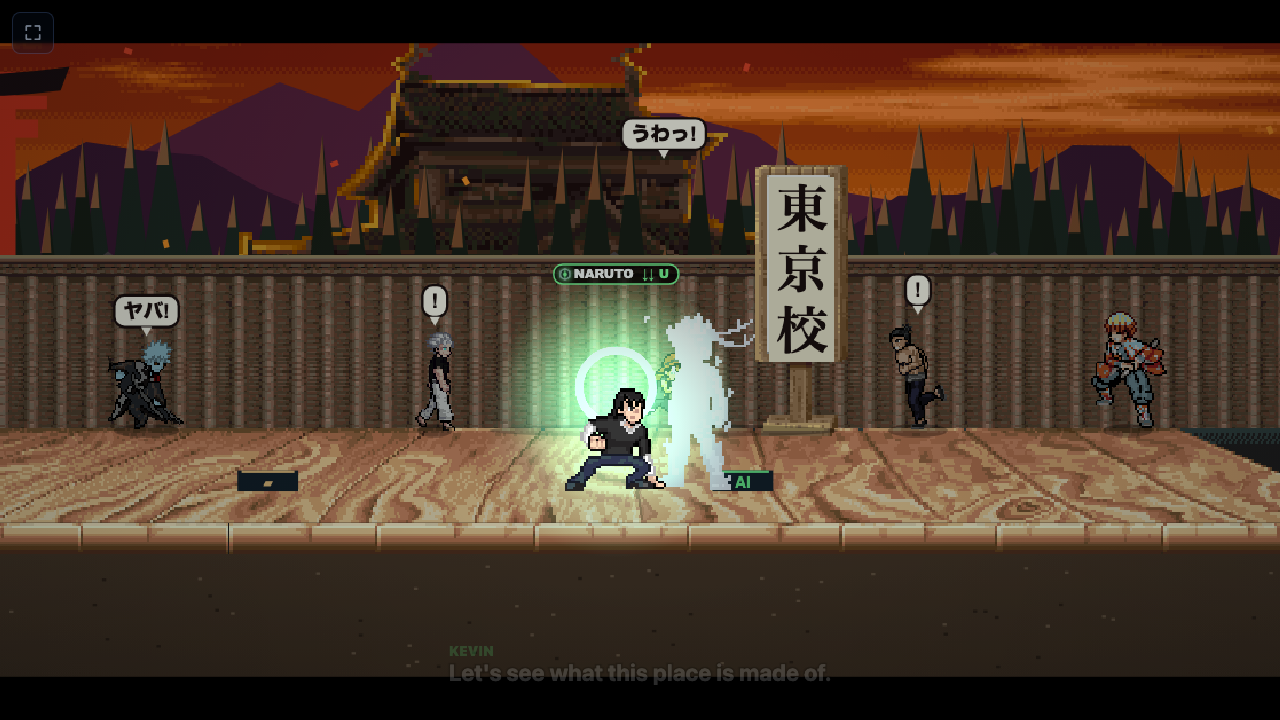 うわっ!
東
京
校
NARUTO ↓↓ U
!
ヤバ!
!
AI
KEVIN
Let's see what this place is made of.